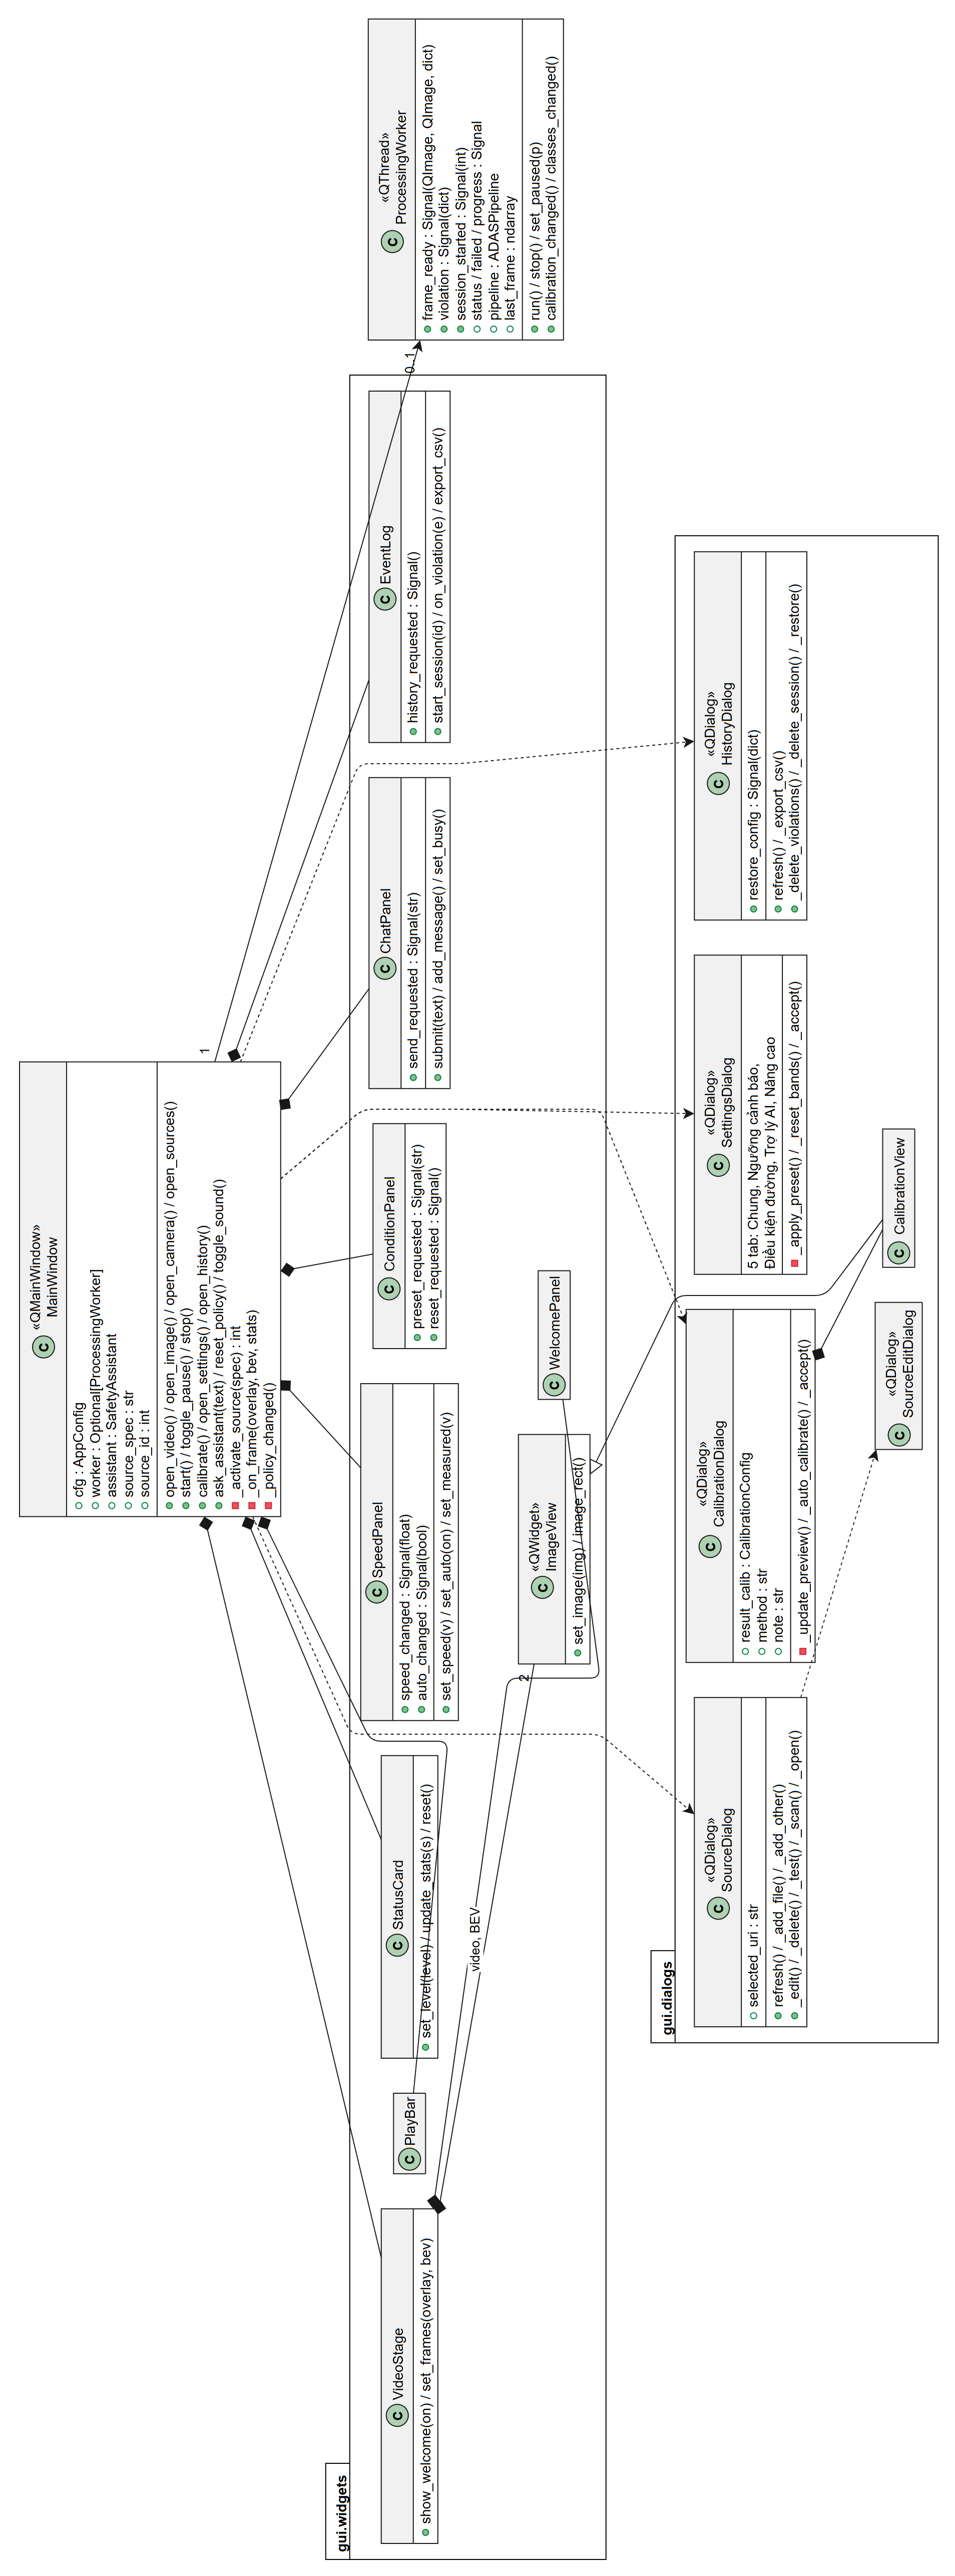 «QMainWindow»
C MainWindow
cfg : AppConfig
worker : Optional[ProcessingWorker]
assistant : SafetyAssistant
source_spec : str
source_id : int
open_video() / open_image() / open_camera() / open_sources()
start() / toggle_pause() / stop()
calibrate() / open_settings() / open_history()
ask_assistant(text) / reset_policy() / toggle_sound()
_activate_source(spec) : int
_on_frame(overlay, bev, stats)
_policy_changed()
1
0..1
«QThread»
C ProcessingWorker
frame_ready : Signal(QImage, QImage, dict)
violation : Signal(dict)
session_started : Signal(int)
status / failed / progress : Signal
pipeline : ADASPipeline
last_frame : ndarray
run() / stop() / set_paused(p)
calibration_changed() / classes_changed()
gui.widgets
C VideoStage
show_welcome(on) / set_frames(overlay, bev)
C PlayBar
C StatusCard
set_level(level) / update_stats(s) / reset()
C SpeedPanel
speed_changed : Signal(float)
auto_changed : Signal(bool)
set_speed(v) / set_auto(on) / set_measured(v)
C ConditionPanel
preset_requested : Signal(str)
reset_requested : Signal()
C ChatPanel
send_requested : Signal(str)
submit(text) / add_message() / set_busy()
C EventLog
history_requested : Signal()
start_session(id) / on_violation(e) / export_csv()
video, BEV
2
«QWidget»
C ImageView
set_image(img) / image_rect()
C WelcomePanel
gui.dialogs
«QDialog»
C SourceDialog
selected_uri : str
refresh() / _add_file() / _add_other()
_edit() / _delete() / _test() / _scan() / _open()
«QDialog»
C CalibrationDialog
result_calib : CalibrationConfig
method : str
note : str
_update_preview() / _auto_calibrate() / _accept()
«QDialog»
C SettingsDialog
5 tab: Chung, Ngưỡng cảnh báo,
Điều kiện đường, Trợ lý AI, Nâng cao
_apply_preset() / _reset_bands() / _accept()
«QDialog»
C HistoryDialog
restore_config : Signal(dict)
refresh() / _export_csv()
_delete_violations() / _delete_session() / _restore()
«QDialog»
C SourceEditDialog
C CalibrationView